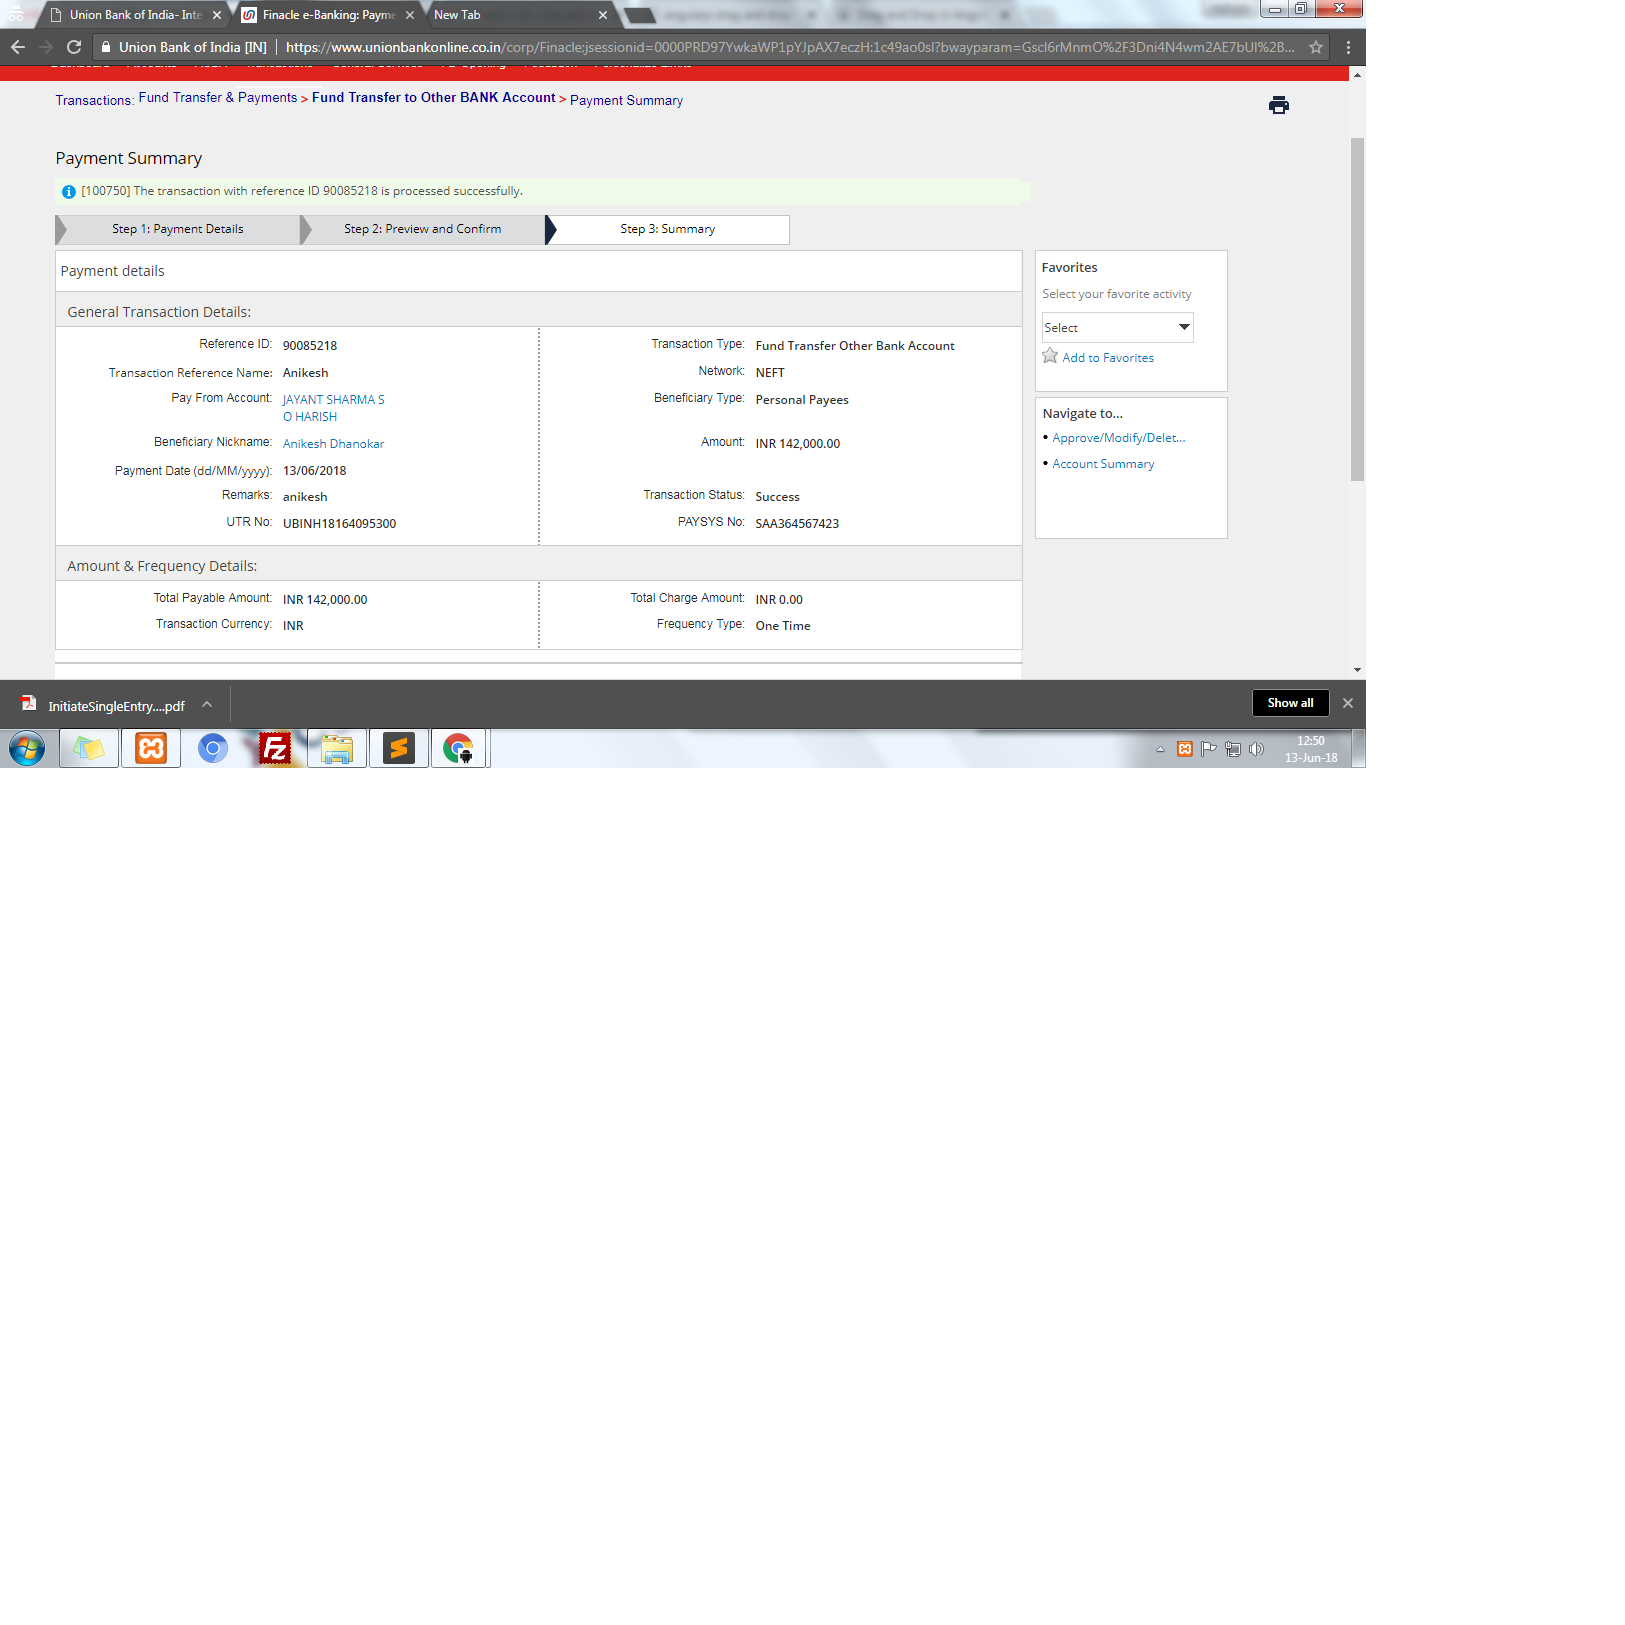 Union Bank of India- Inte
Finacle e-Banking: Payme
New Tab
Union Bank of India [IN] | https://www.unionbankonline.co.in/corp/Finacle;jsessionid=0000PRD97YwkaWP1pYJpAX7eczH:1c49ao0sl?bwayparam=Gscl6rMnmO%2F3Dni4N4wm2AE7bUI%2B...
Transactions: Fund Transfer & Payments > Fund Transfer to Other BANK Account > Payment Summary
Payment Summary
[100750] The transaction with reference ID 90085218 is processed successfully.
Step 1: Payment Details
Step 2: Preview and Confirm
Step 3: Summary
Payment details
General Transaction Details:
Reference ID: 90085218
Transaction Type: Fund Transfer Other Bank Account
Transaction Reference Name: Anikesh
Network: NEFT
Pay From Account: JAYANT SHARMA S
O HARISH
Beneficiary Type: Personal Payees
Beneficiary Nickname: Anikesh Dhanokar
Amount: INR 142,000.00
Payment Date (dd/MM/yyyy): 13/06/2018
Remarks: anikesh
Transaction Status: Success
UTR No: UBINH18164095300
PAYSYS No: SAA364567423
Amount & Frequency Details:
Total Payable Amount: INR 142,000.00
Total Charge Amount: INR 0.00
Transaction Currency: INR
Frequency Type: One Time
Favorites
Select your favorite activity
Select
Add to Favorites
Navigate to...
Approve/Modify/Delet...
Account Summary
InitiateSingleEntry....pdf
Show all
12:50
13-Jun-18